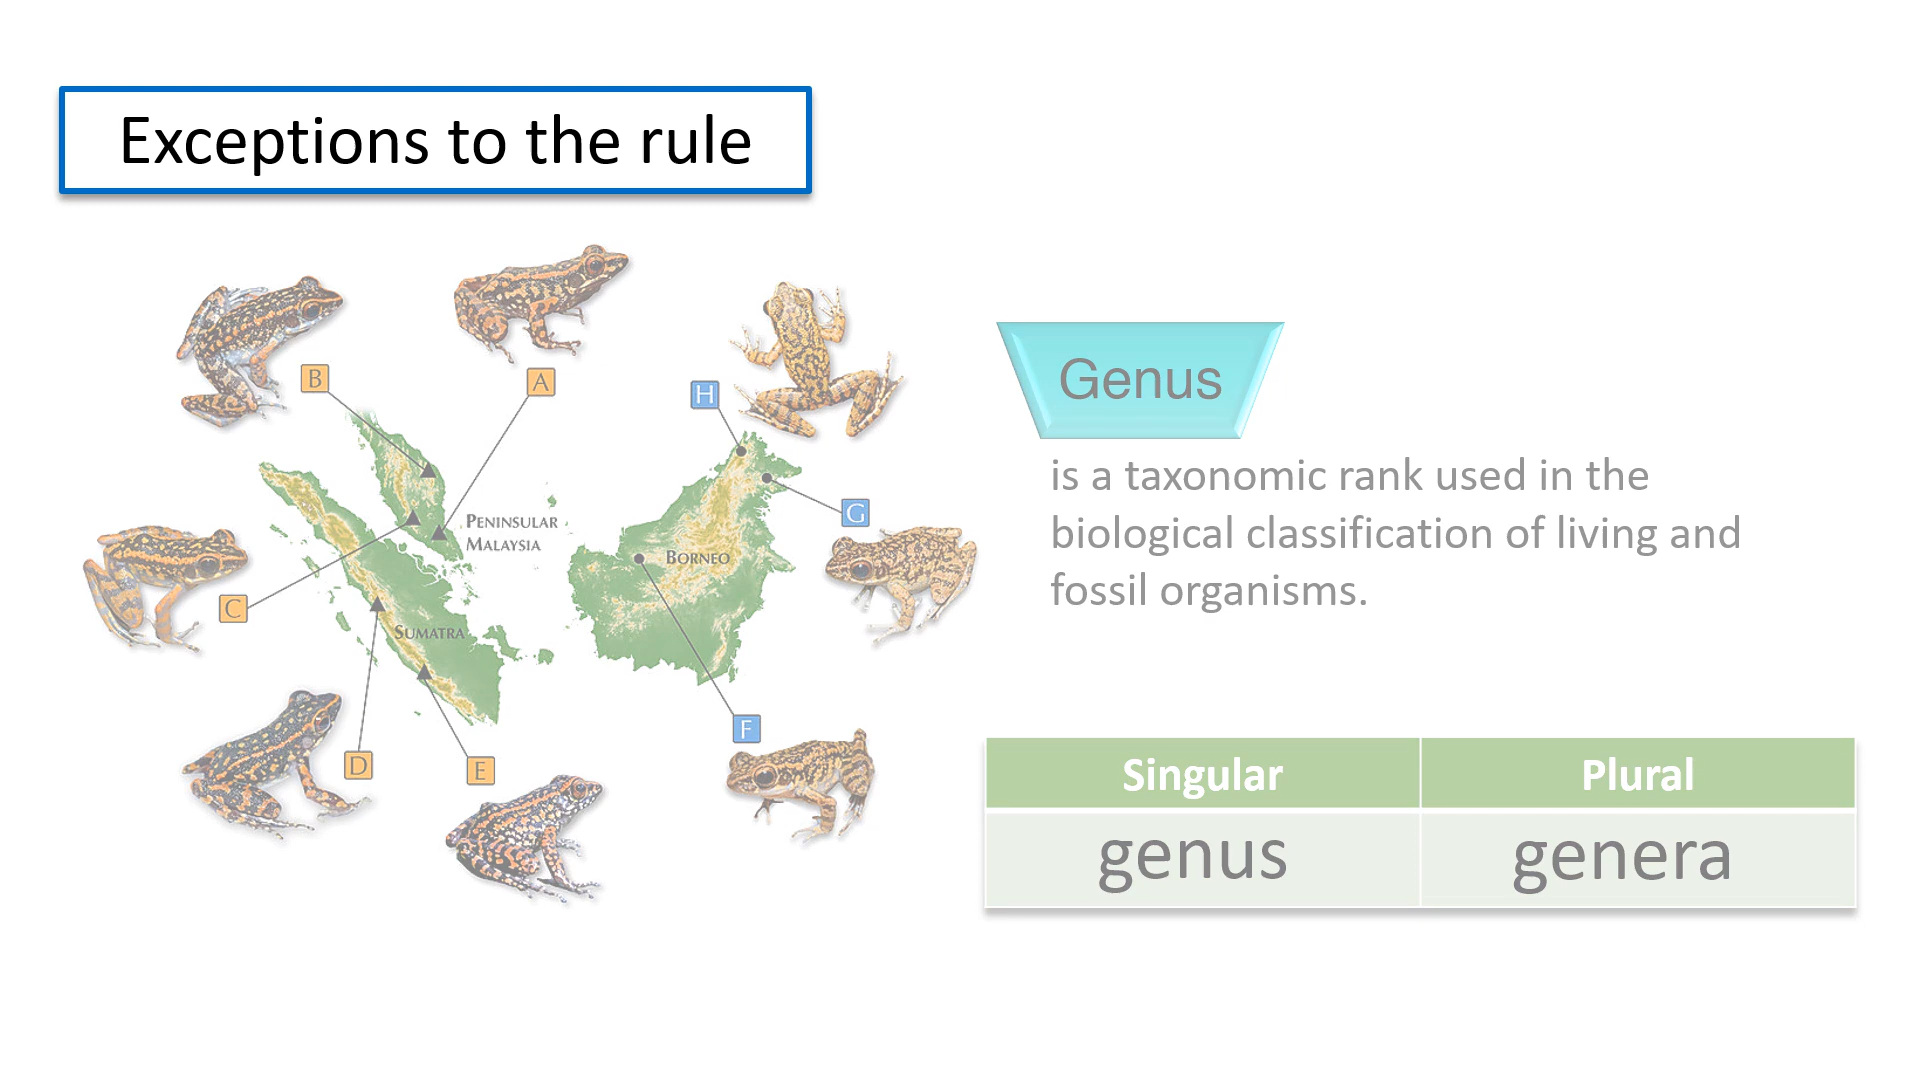 Exceptions to the rule
B
A
H
G
PENINSULAR
MALAYSIA
BORNEO
C
SUMATRA
F
D
E
Genus
is a taxonomic rank used in the
biological classification of living and
fossil organisms.
Singular Plural
genus genera